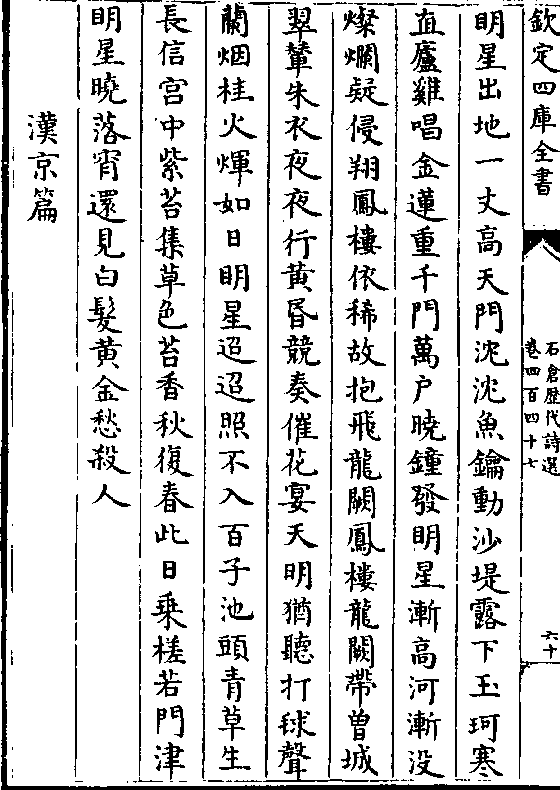 欽定四庫全書
石倉歴代詩選
卷四百四十七
六十
明星出地一丈高天門沈沈魚鑰動沙堤露下玉珂寒
直廬雞唱金蓮重千門萬户曉鐘發明星漸高河漸没
燦爛疑侵翔鳳樓依稀故抱飛龍闕鳳樓龍闕帶曾城
翠輦朱衣夜夜行黄昏競奏催花宴天明猶聽打毬聲
蘭烟桂火煇如日明星迢迢照不入百子池頭青草生
長信宫中紫苔集草色苔香秋復春此日乗槎若門津
明星曉落宵還見白髮黄金愁殺人
漢京篇